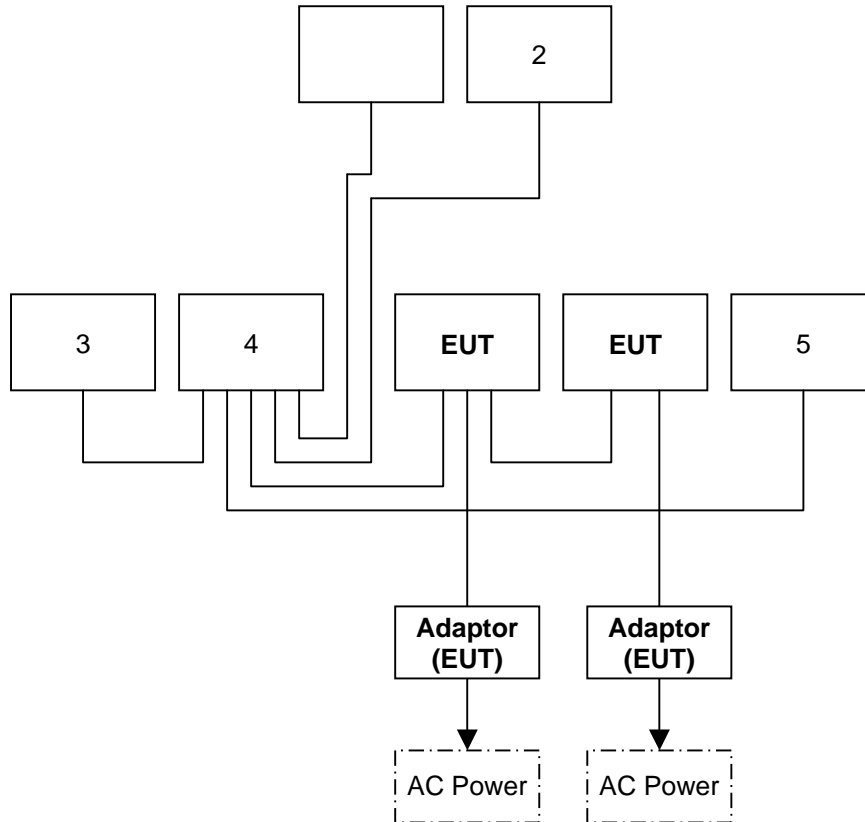 2
3
4
EUT
EUT
5
Adaptor
(EUT)
Adaptor
(EUT)
AC Power
AC Power